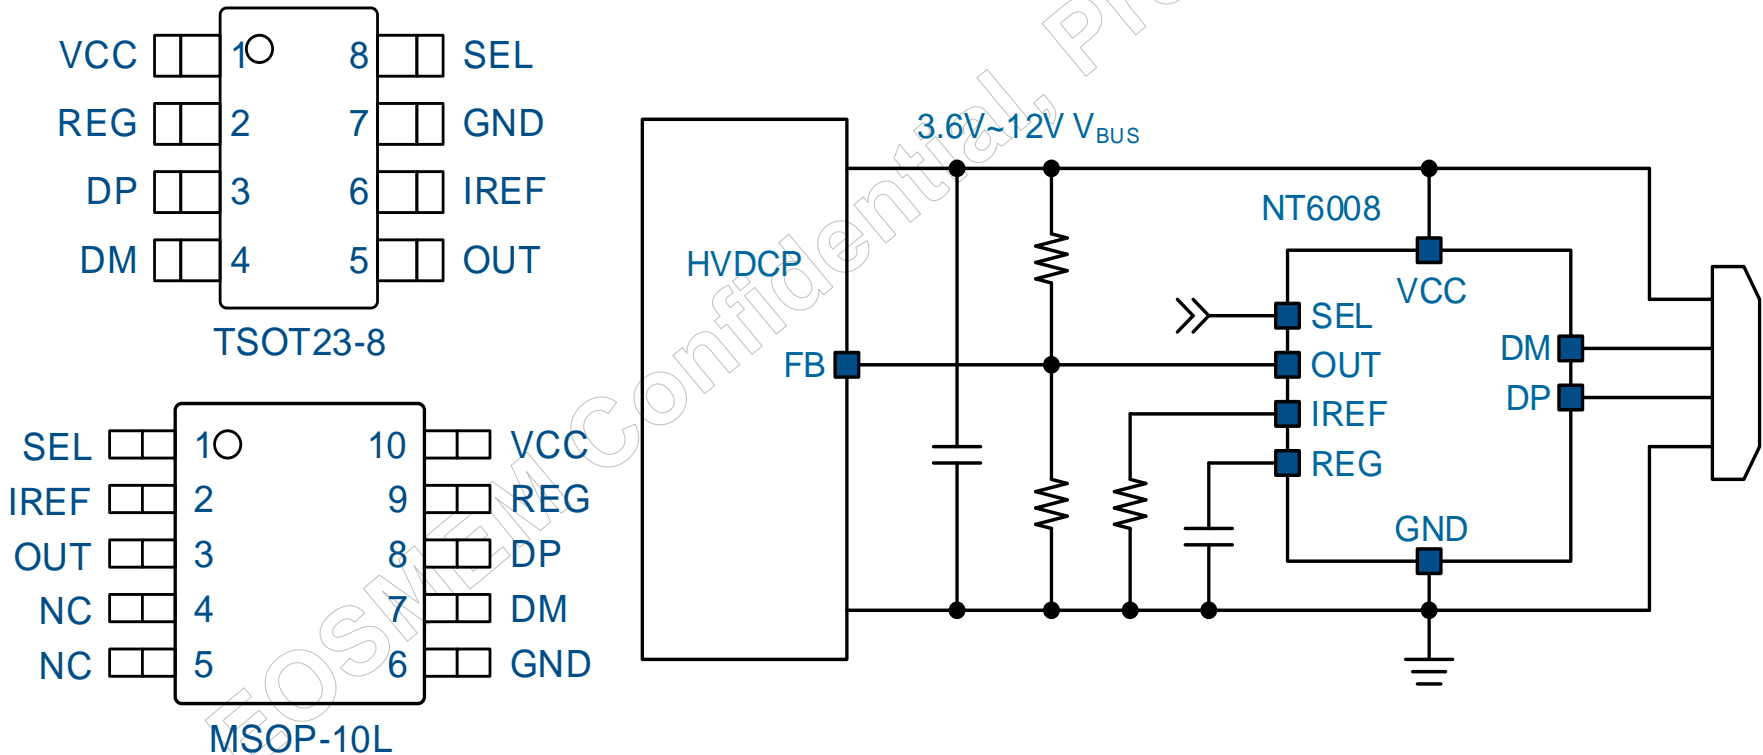 VCC 1 8 SEL
REG 2 7 GND
DP 3 6 IREF
DM 4 5 OUT
TSOT23-8
SEL 1 10 VCC
IREF 2 9 REG
OUT 3 8 DP
NC 4 7 DM
NC 5 6 GND
MSOP-10L
3.6V~12V VBUS
HVDCP
FB
NT6008
VCC
SEL
OUT
IREF
REG
DM
DP
GND
FOSMEM Confidential,